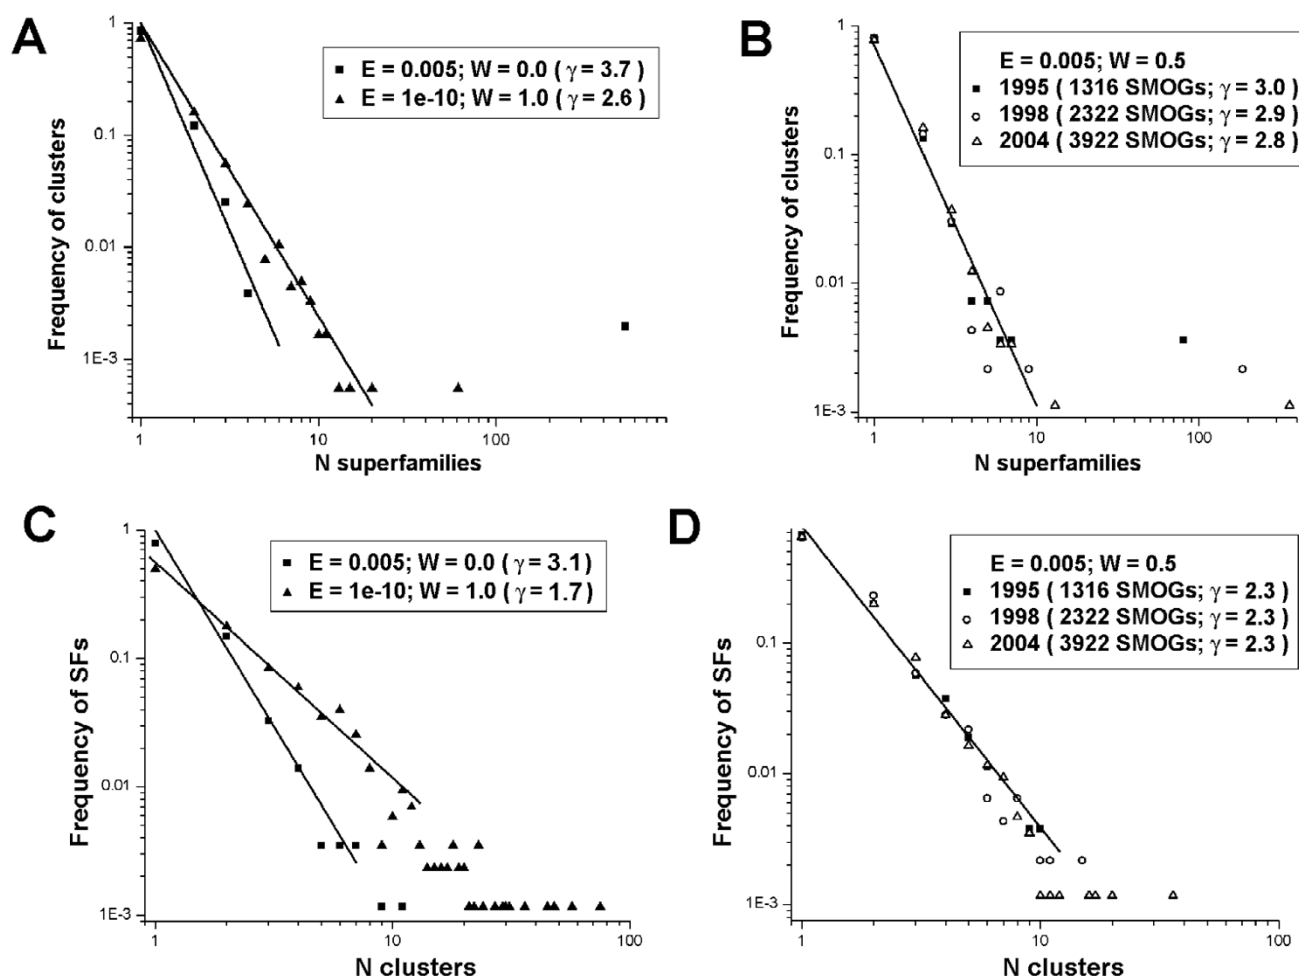 A
E = 0.005; W = 0.0 ( γ = 3.7 )
E = 1e-10; W = 1.0 ( γ = 2.6 )
Frequency of clusters
1
0.1
0.01
1E-3
1
10
100
N superfamilies
B
E = 0.005; W = 0.5
1995 ( 1316 SMOGs; γ = 3.0 )
1998 ( 2322 SMOGs; γ = 2.9 )
2004 ( 3922 SMOGs; γ = 2.8 )
Frequency of clusters
1
0.1
0.01
1E-3
1
10
100
N superfamilies
C
E = 0.005; W = 0.0 ( γ = 3.1 )
E = 1e-10; W = 1.0 ( γ = 1.7 )
Frequency of SFs
1
0.1
0.01
1E-3
1
10
100
N clusters
D
E = 0.005; W = 0.5
1995 ( 1316 SMOGs; γ = 2.3 )
1998 ( 2322 SMOGs; γ = 2.3 )
2004 ( 3922 SMOGs; γ = 2.3 )
Frequency of SFs
0.1
0.01
1E-3
1
10
100
N clusters